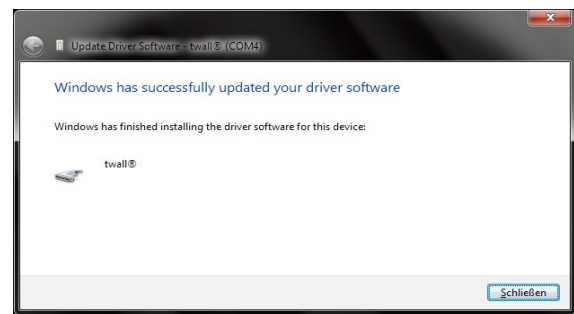 Update Driver Software - twall® (COM4)
Windows has successfully updated your driver software
Windows has finished installing the driver software for this device:
twall®
Schließen